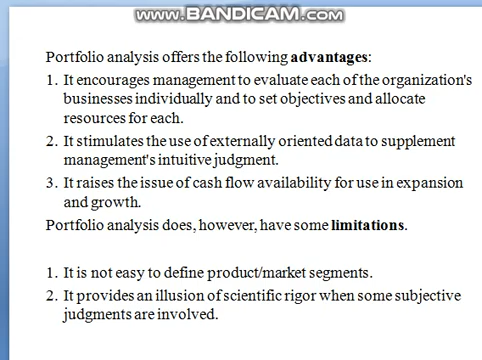 www.BANDICAM.com
Portfolio analysis offers the following advantages:
1. It encourages management to evaluate each of the organization's
businesses individually and to set objectives and allocate
resources for each.
2. It stimulates the use of externally oriented data to supplement
management's intuitive judgment.
3. It raises the issue of cash flow availability for use in expansion
and growth.
Portfolio analysis does, however, have some limitations.
1. It is not easy to define product/market segments.
2. It provides an illusion of scientific rigor when some subjective
judgments are involved.